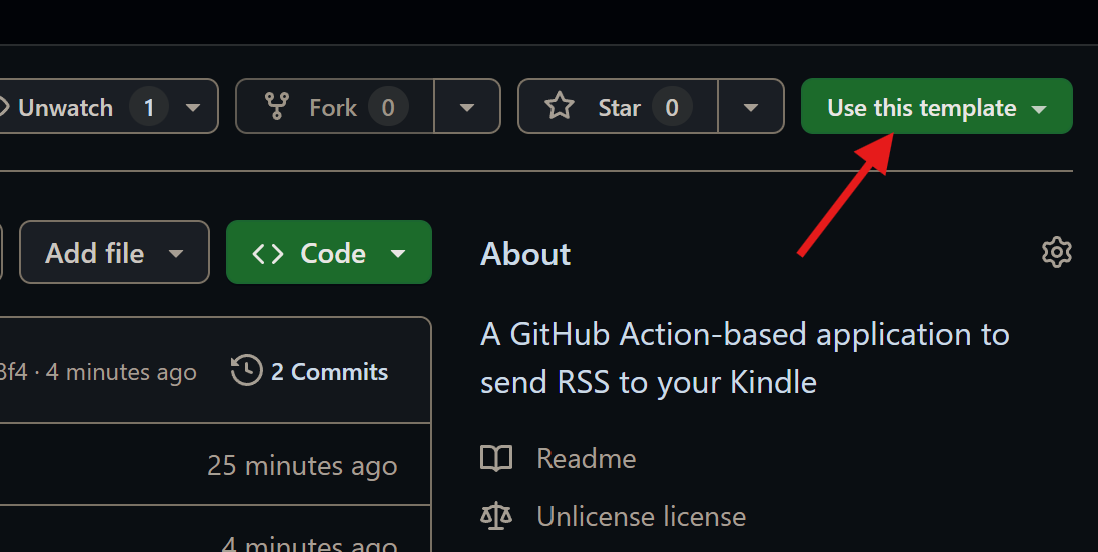 Unwatch 1
Fork 0
Star 0
Use this template
Add file
Code
About
A GitHub Action-based application to
send RSS to your Kindle
3f4 · 4 minutes ago
2 Commits
25 minutes ago
4 minutes ago
Readme
Unlicense license